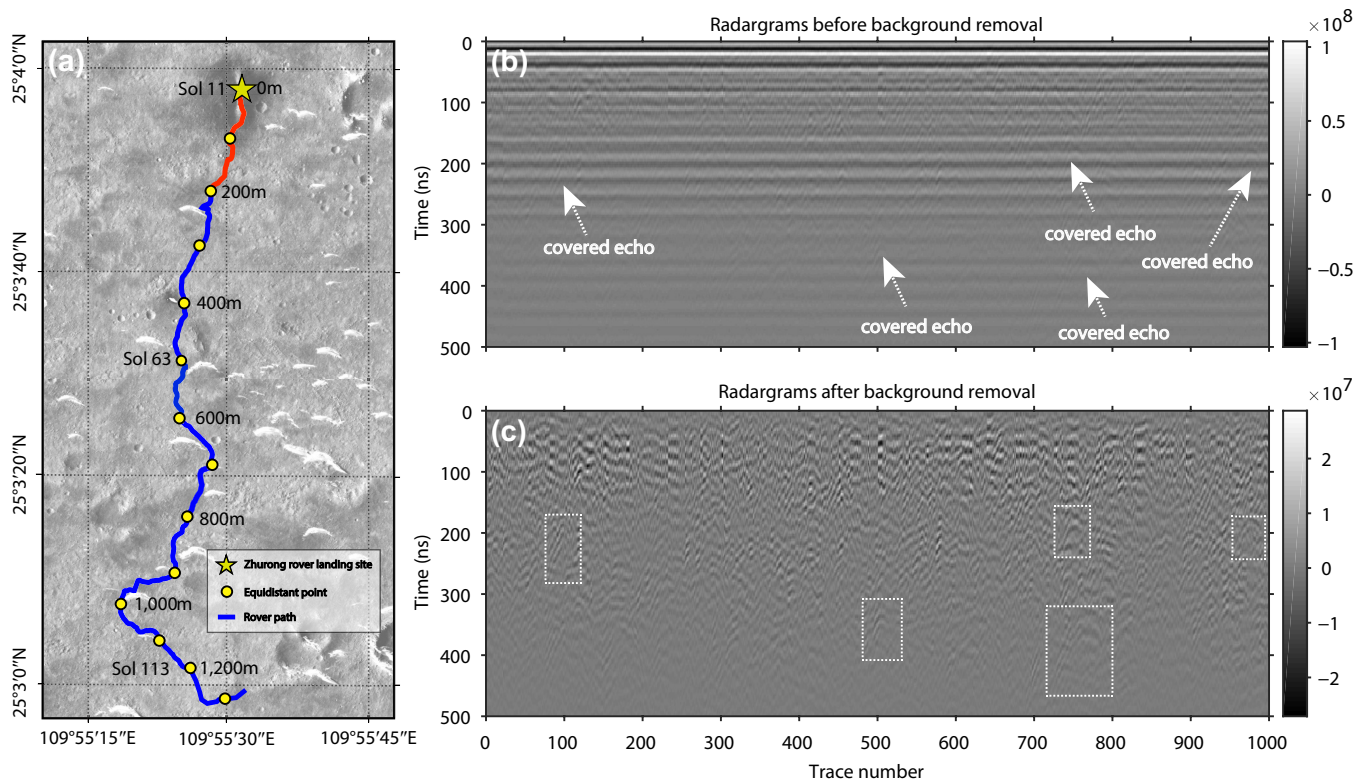 (a)
25°4′0″N
25°3′40″N
25°3′20″N
25°3′0″N
Sol 11
0m
200m
400m
Sol 63
600m
800m
1,000m
Sol 113
1,200m
Zhurong rover landing site
Equidistant point
Rover path
109°55′15″E
109°55′30″E
109°55′45″E
Radargrams before background removal
(b)
×10⁸
0
100
200
300
400
500
Time (ns)
covered echo
covered echo
covered echo
covered echo
covered echo
1
0.5
0
−0.5
−1
Radargrams after background removal
(c)
×10⁷
0
100
200
300
400
500
Time (ns)
2
1
0
−1
−2
0
100
200
300
400
500
600
700
800
900
1000
Trace number